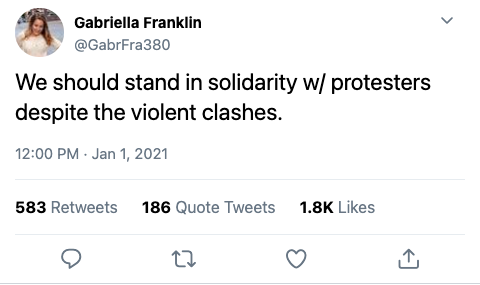 Gabriella Franklin
@GabrFra380
We should stand in solidarity w/ protesters
despite the violent clashes.
12:00 PM · Jan 1, 2021
583 Retweets 186 Quote Tweets 1.8K Likes